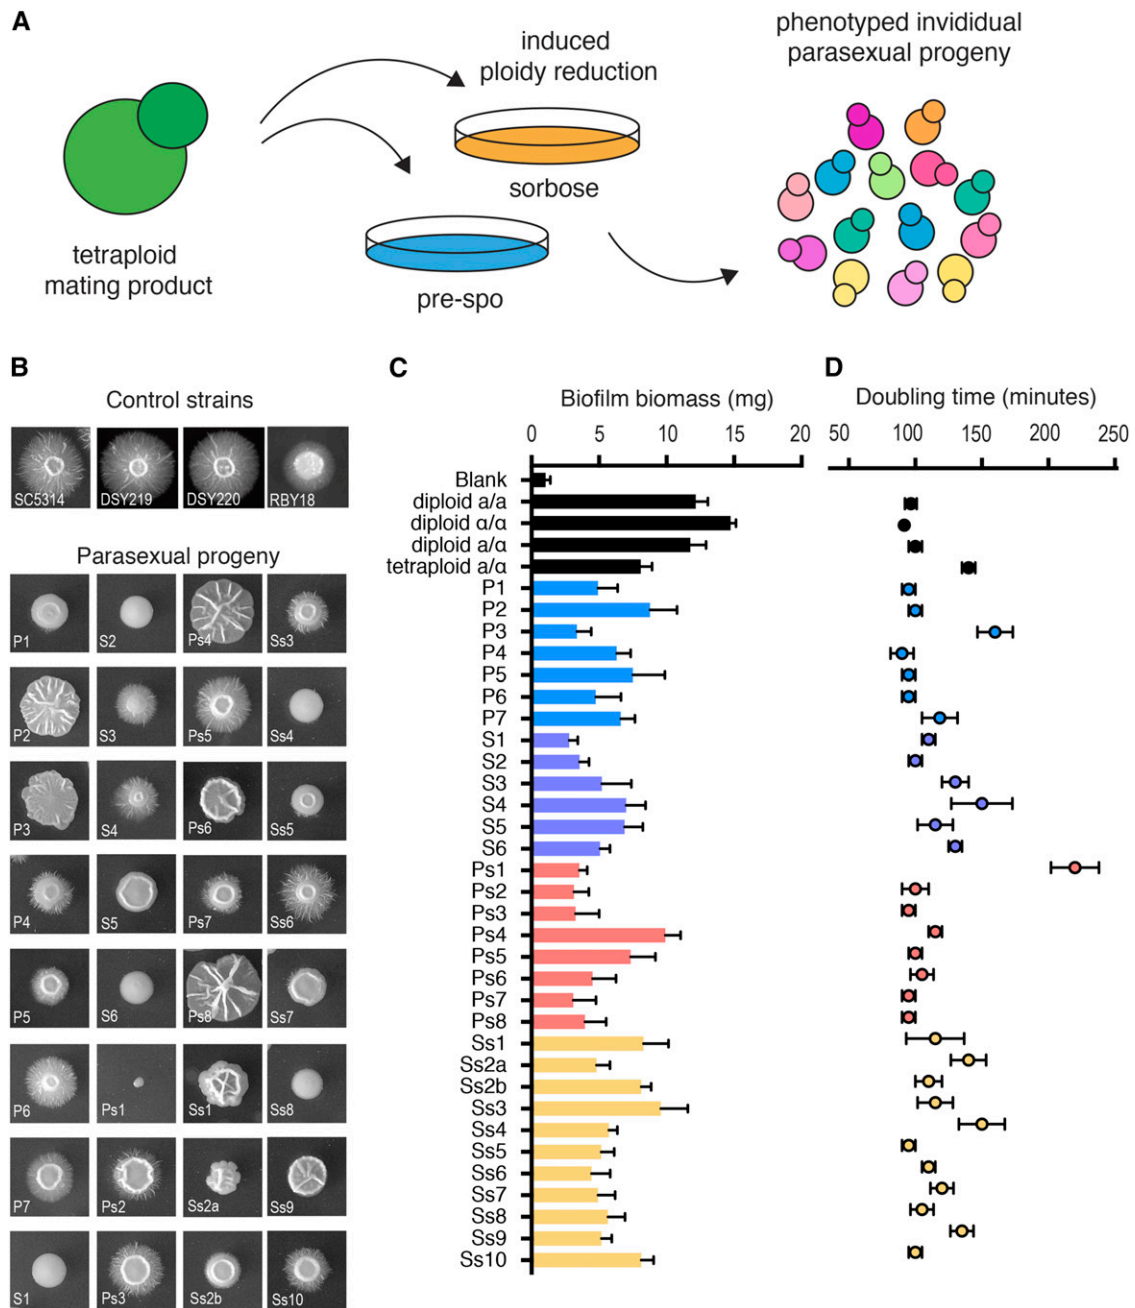 A
induced
ploidy reduction
phenotyped invididual
parasexual progeny
sorbose
tetraploid
mating product
pre-spo
B
Control strains
SC5314 DSY219 DSY220 RBY18
Parasexual progeny
P1 S2 Ps4 Ss3
P2 S3 Ps5 Ss4
P3 S4 Ps6 Ss5
P4 S5 Ps7 Ss6
P5 S6 Ps8 Ss7
P6 Ps1 Ss1 Ss8
P7 Ps2 Ss2a Ss9
S1 Ps3 Ss2b Ss10
C
Biofilm biomass (mg)
0 5 10 15 20
Blank
diploid a/a
diploid α/α
diploid a/α
tetraploid a/α
P1
P2
P3
P4
P5
P6
P7
S1
S2
S3
S4
S5
S6
Ps1
Ps2
Ps3
Ps4
Ps5
Ps6
Ps7
Ps8
Ss1
Ss2a
Ss2b
Ss3
Ss4
Ss5
Ss6
Ss7
Ss8
Ss9
Ss10
D
Doubling time (minutes)
50 100 150 200 250